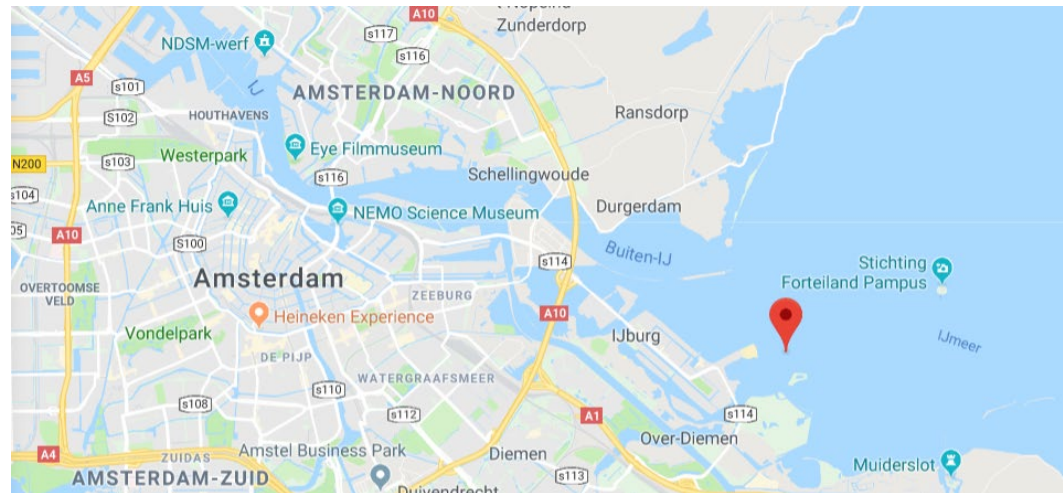 A10
Zunderdorp
s117
NDSM-werf
s116
A5
s101
IJ
AMSTERDAM-NOORD
S102
HOUTHAVENS
Ransdorp
Westerpark
Eye Filmmuseum
N200
s103
s116
Schellingwoude
s104
Anne Frank Huis
NEMO Science Museum
Durgerdam
05
A10
S100
Buiten-IJ
s114
Stichting
Forteiland Pampus
Amsterdam
OVERTOOMSE
VELD
ZEEBURG
Heineken Experience
A10
Vondelpark
IJburg
IJmeer
DE PIJP
WATERGRAAFSMEER
s110
s108
s112
A1
s114
Over-Diemen
A4
ZUIDAS
Amstel Business Park
Diemen
Muiderslot
AMSTERDAM-ZUID
s113
Duivendrecht